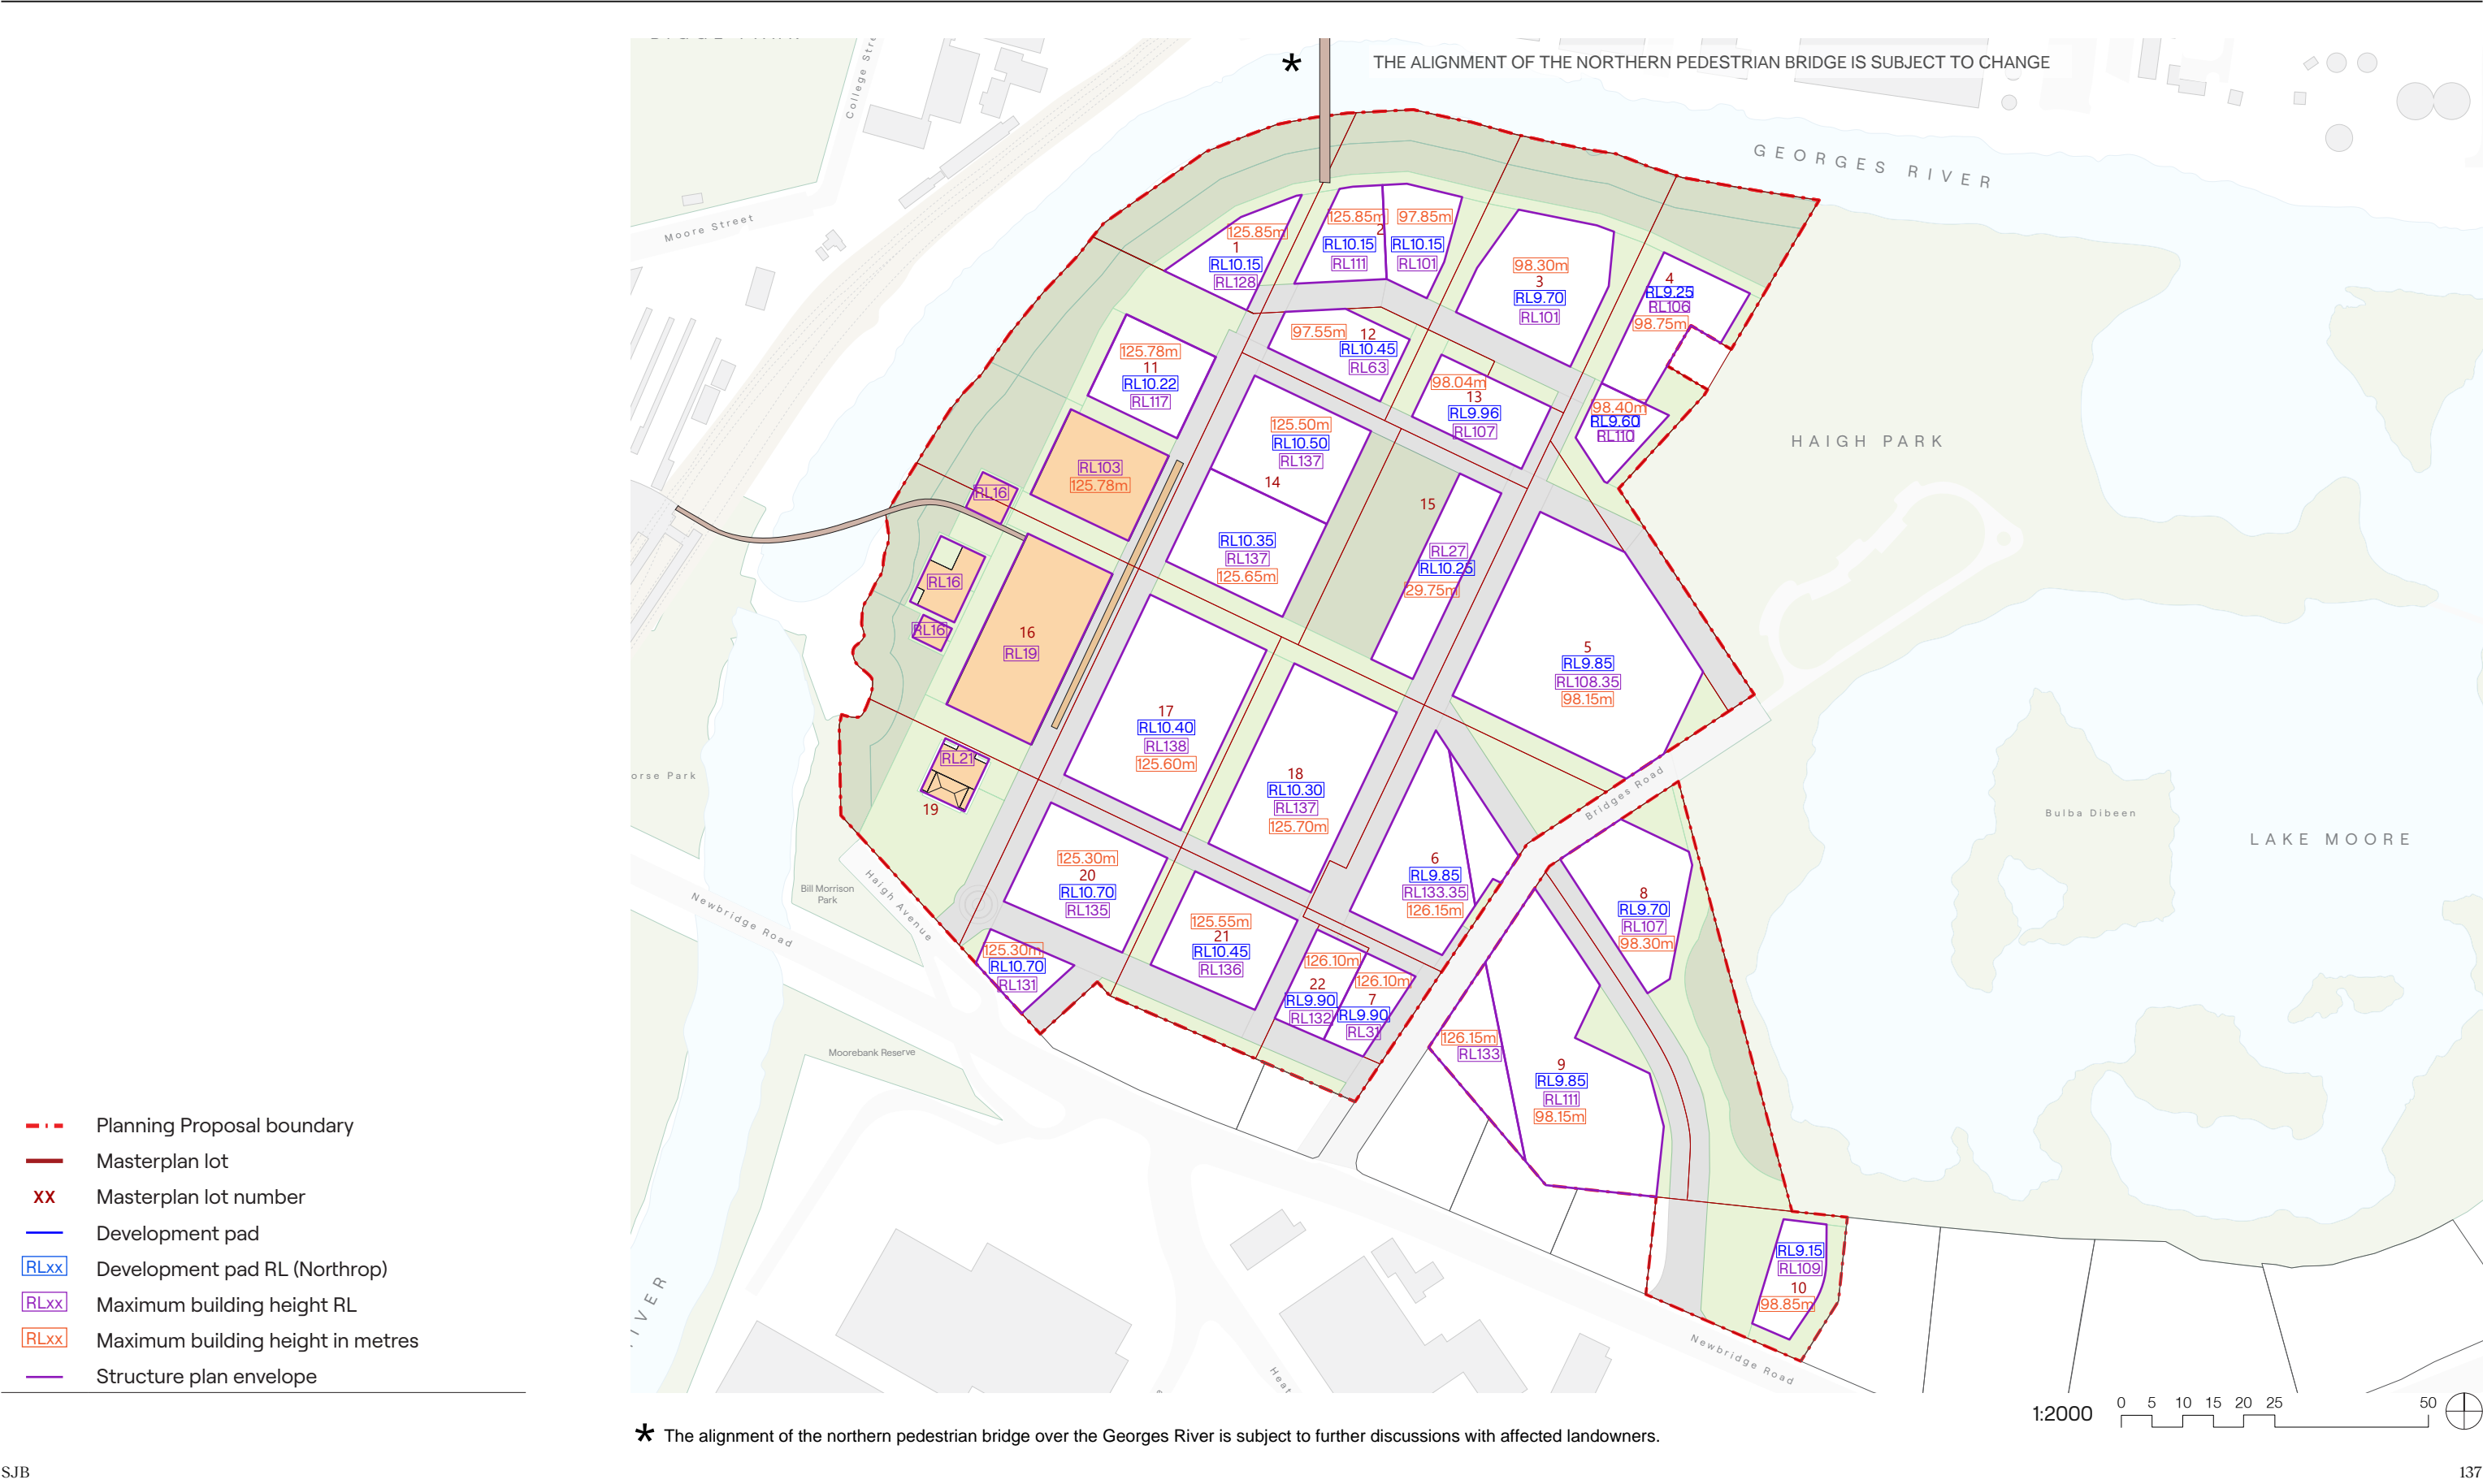 THE ALIGNMENT OF THE NORTHERN PEDESTRIAN BRIDGE IS SUBJECT TO CHANGE
*
College Stre
Moore Street
GEORGES RIVER
125.85m
1
RL10.15
RL128
125.85m
2
97.85m
RL10.15
RL10.15
RL111
RL101
98.30m
3
RL9.70
RL101
4
RL9.25
RL106
98.75m
97.55m
12
RL10.45
RL63
125.78m
11
RL10.22
RL117
98.04m
13
RL9.96
RL107
98.40m
RL9.60
RL110
HAIGH PARK
125.50m
RL10.50
RL137
14
RL103
125.78m
RL16
15
RL10.35
RL137
125.65m
RL27
RL10.25
29.75m
RL16
RL16
16
RL19
5
RL9.85
RL108.35
98.15m
17
RL10.40
RL138
125.60m
RL21
19
18
RL10.30
RL137
125.70m
orse Park
Bridges Road
Bulba Dibeen
LAKE MOORE
125.30m
20
RL10.70
RL135
6
RL9.85
RL133.35
126.15m
8
RL9.70
RL107
98.30m
Bill Morrison
Park
Haigh Avenue
Newbridge Road
125.55m
21
RL10.45
RL136
125.30m
RL10.70
RL131
126.10m
22
RL9.90
RL132
126.10m
7
RL9.90
RL31
Moorebank Reserve
126.15m
RL133
9
RL9.85
RL111
98.15m
RL9.15
RL109
10
98.85m
Newbridge Road
IVER
Heat
Planning Proposal boundary
Masterplan lot
XX Masterplan lot number
Development pad
RLxx Development pad RL (Northrop)
RLxx Maximum building height RL
RLxx Maximum building height in metres
Structure plan envelope
1:2000
0 5 10 15 20 25 50
* The alignment of the northern pedestrian bridge over the Georges River is subject to further discussions with affected landowners.
SJB
137